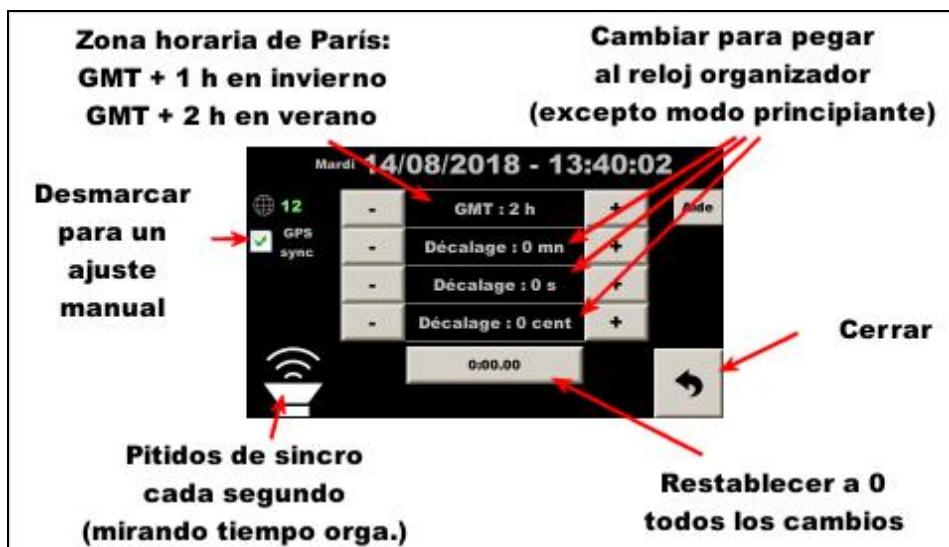 Zona horaria de París:
GMT + 1 h en invierno
GMT + 2 h en verano
Cambiar para pegar
al reloj organizador
(excepto modo principiante)
Desmarcar
para un
ajuste
manual
Mardi 14/08/2018 - 13:40:02
12
GPS
sync
- GMT : 2 h + Aide
- Décalage : 0 mn +
- Décalage : 0 s +
- Décalage : 0 cent +
0:00.00
Cerrar
Pitidos de sincro
cada segundo
(mirando tiempo orga.)
Restablecer a 0
todos los cambios